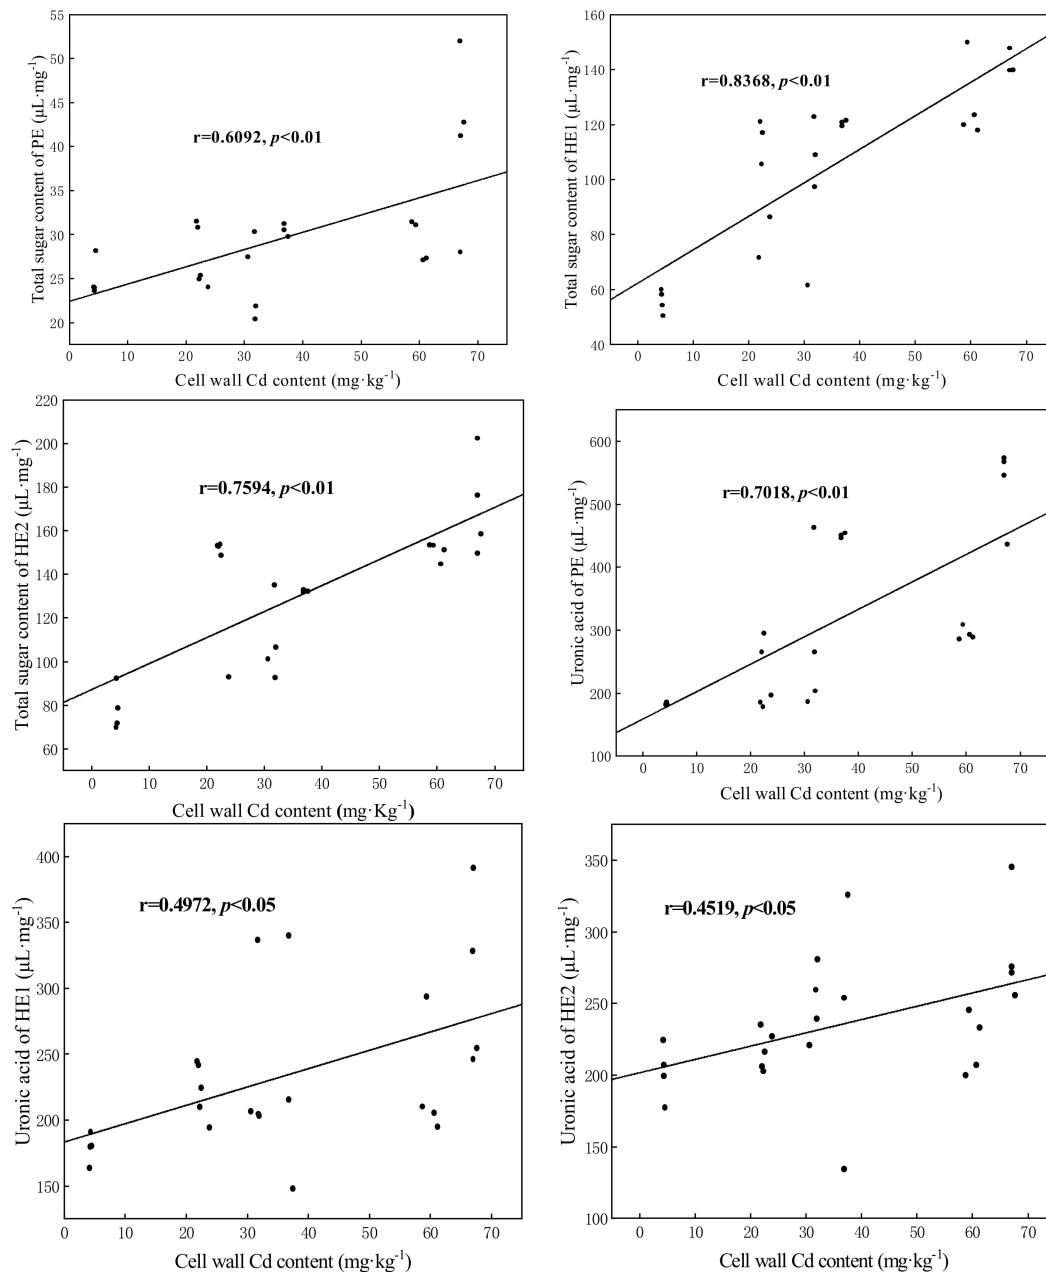 55
50
45
40
35
30
25
20
Total sugar content of PE (μL·mg⁻¹)
r=0.6092, p<0.01
0 10 20 30 40 50 60 70
Cell wall Cd content (mg·kg⁻¹)
160
140
120
100
80
60
40
Total sugar content of HE1 (μL·mg⁻¹)
r=0.8368, p<0.01
0 10 20 30 40 50 60 70
Cell wall Cd content (mg·kg⁻¹)
220
200
180
160
140
120
100
80
60
Total sugar content of HE2 (μL·mg⁻¹)
r=0.7594, p<0.01
0 10 20 30 40 50 60 70
Cell wall Cd content (mg·Kg⁻¹)
600
500
400
300
200
100
Uronic acid of PE (μL·mg⁻¹)
r=0.7018, p<0.01
0 10 20 30 40 50 60 70
Cell wall Cd content (mg·kg⁻¹)
400
350
300
250
200
150
Uronic acid of HE1 (μL·mg⁻¹)
r=0.4972, p<0.05
0 10 20 30 40 50 60 70
Cell wall Cd content (mg·kg⁻¹)
350
300
250
200
150
100
Uronic acid of HE2 (μL·mg⁻¹)
r=0.4519, p<0.05
0 10 20 30 40 50 60 70
Cell wall Cd content (mg·kg⁻¹)